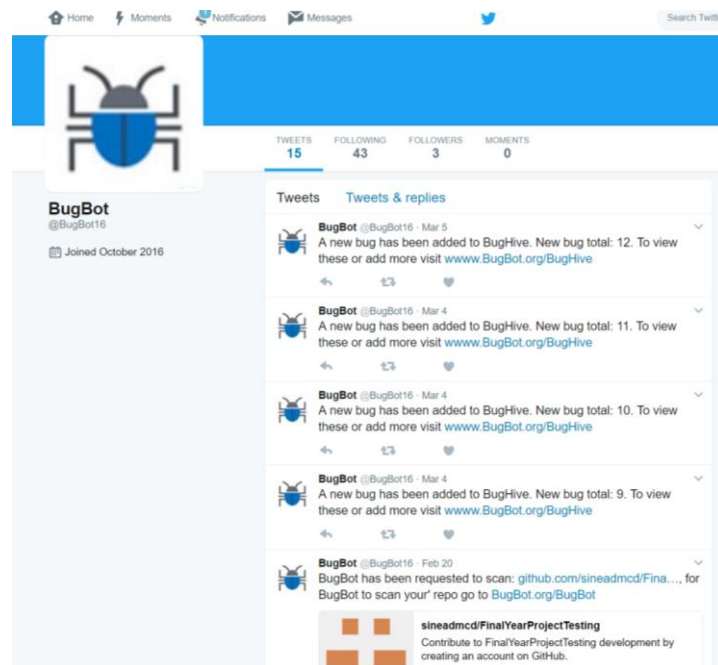 Home Moments Notifications Messages Search Twitt
TWEETS FOLLOWING FOLLOWERS MOMENTS
15 43 3 0
BugBot
@BugBot16
Joined October 2016
Tweets Tweets & replies
BugBot @BugBot16 · Mar 5
A new bug has been added to BugHive. New bug total: 12. To view
these or add more visit wwww.BugBot.org/BugHive
BugBot @BugBot16 · Mar 4
A new bug has been added to BugHive. New bug total: 11. To view
these or add more visit wwww.BugBot.org/BugHive
BugBot @BugBot16 · Mar 4
A new bug has been added to BugHive. New bug total: 10. To view
these or add more visit wwww.BugBot.org/BugHive
BugBot @BugBot16 · Mar 4
A new bug has been added to BugHive. New bug total: 9. To view
these or add more visit wwww.BugBot.org/BugHive
BugBot @BugBot16 · Feb 20
BugBot has been requested to scan: github.com/sineadmcd/Fina..., for
BugBot to scan your' repo go to BugBot.org/BugBot
sineadmcd/FinalYearProjectTesting
Contribute to FinalYearProjectTesting development by
creating an account on GitHub.